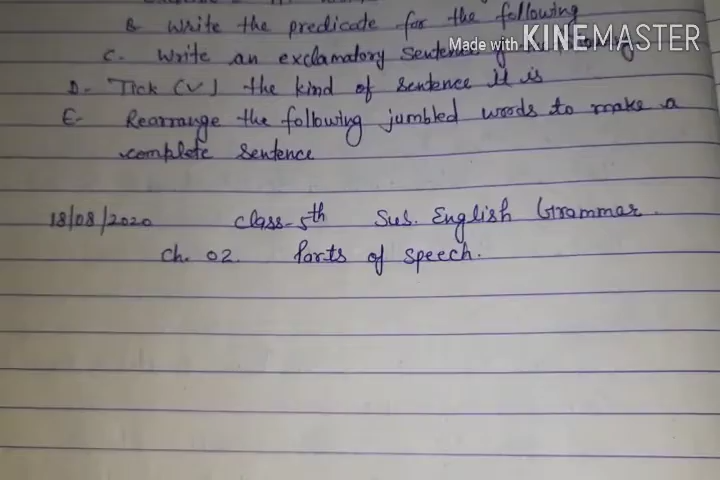 B. Write the predicate for the following
Made with KINEMASTER
C. Write an exclamatory sentence
D- Tick (✓) the kind of sentence it is
E- Rearrange the following jumbled words to make a
complete sentence
18/08/2020 Class-5th Sub. English Grammar.
Ch. 02. Parts of speech.